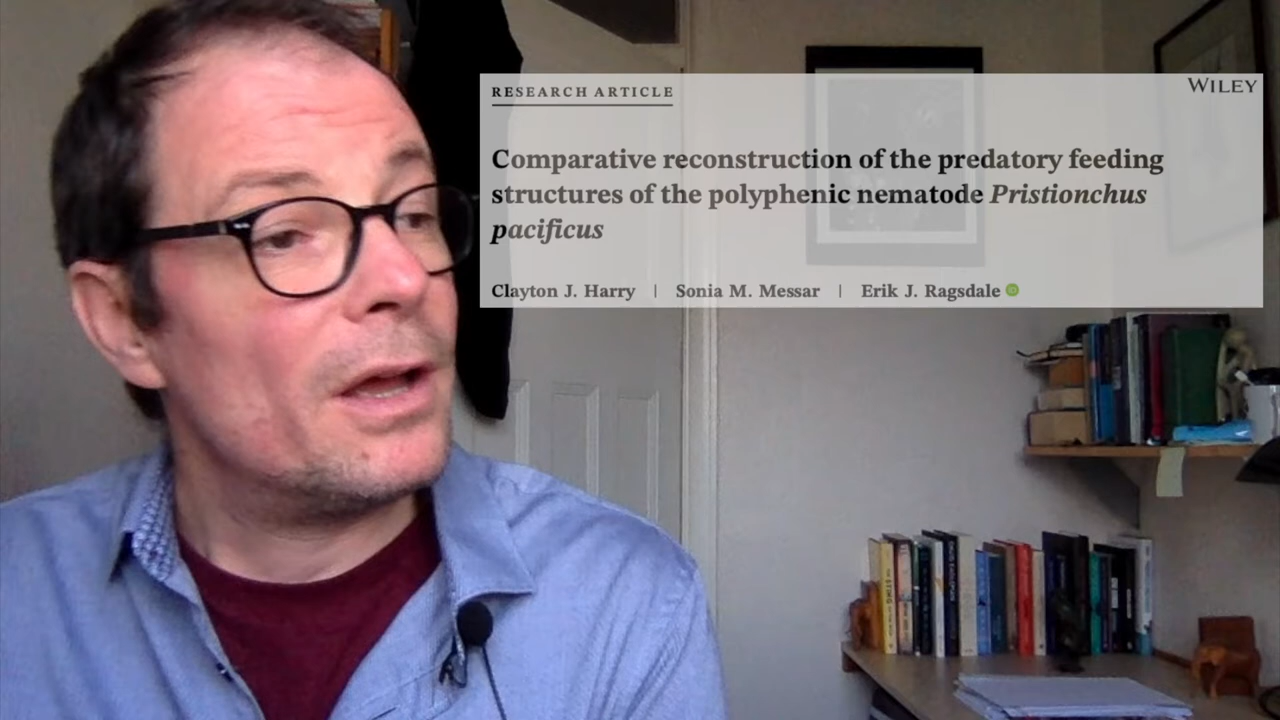 RESEARCH ARTICLE
WILEY
Comparative reconstruction of the predatory feeding
structures of the polyphenic nematode Pristionchus
pacificus
Clayton J. Harry | Sonia M. Messar | Erik J. Ragsdale